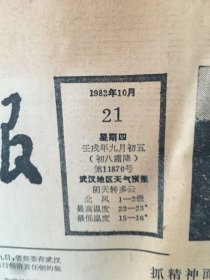 报
1982年10月
21
星期四
壬戌年九月初五
（初八霜降）
第11870号
武汉地区天气预报
阴天转多云
北风 1—2级
最高温度 22—23°
最低温度 15—16°
抓精神面